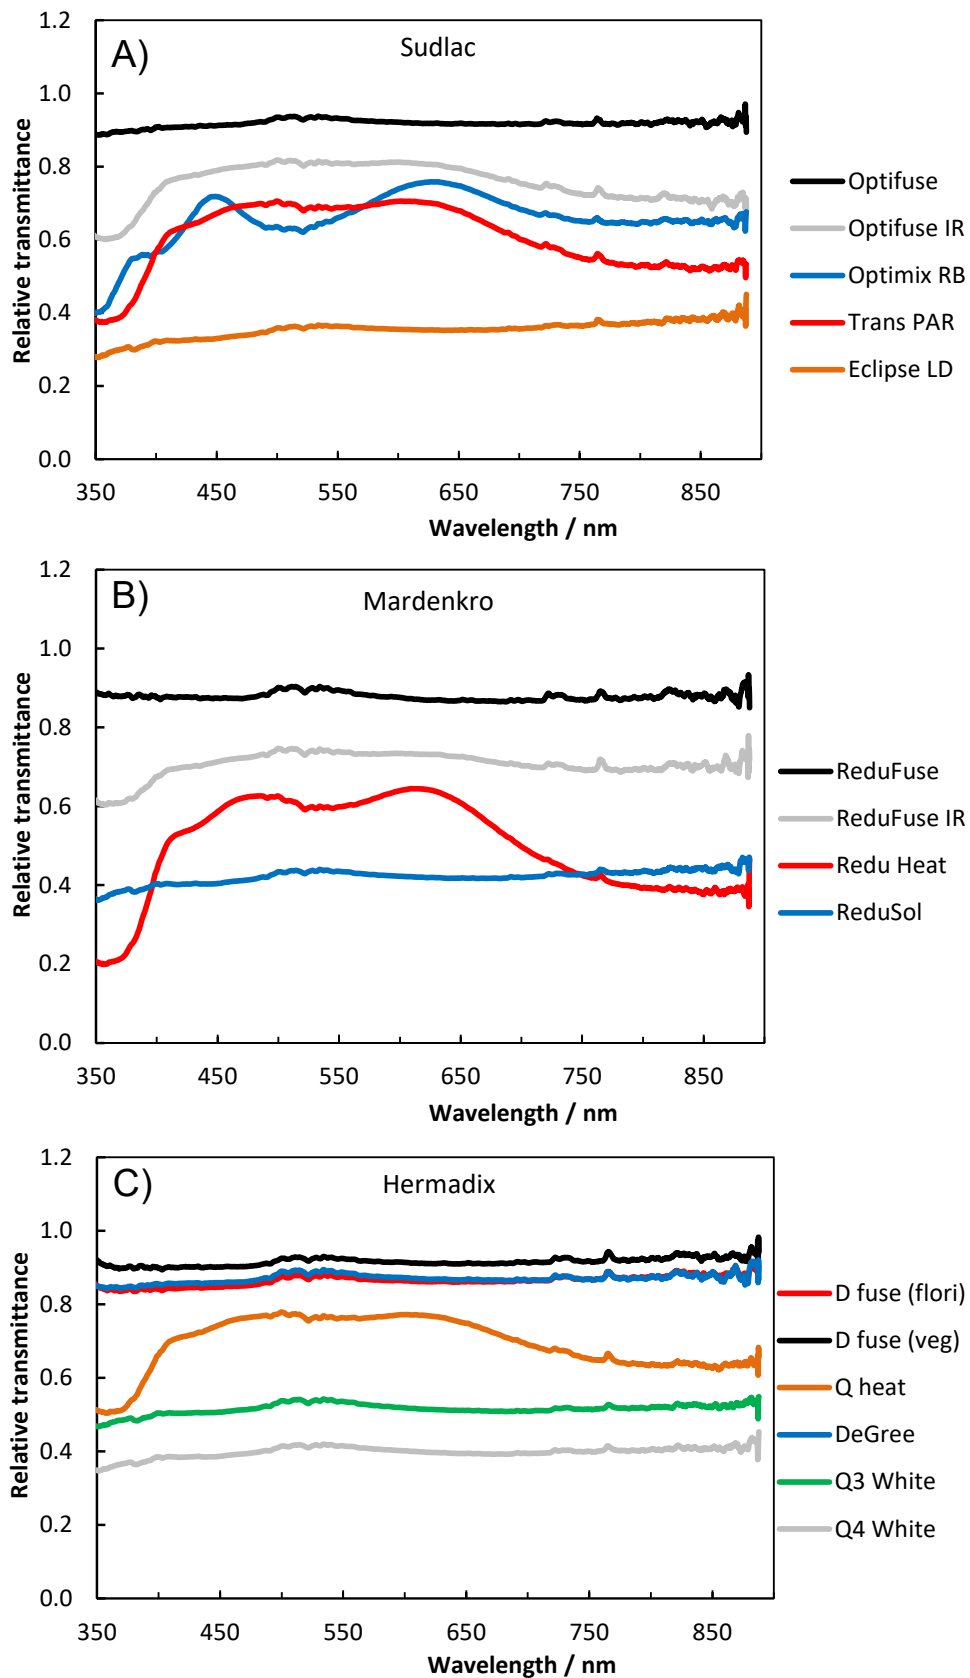 A)
Sudlac
Relative transmittance
1.2
1.0
0.8
0.6
0.4
0.2
0.0
350 450 550 650 750 850
Wavelength / nm
Optifuse
Optifuse IR
Optimix RB
Trans PAR
Eclipse LD
B)
Mardenkro
Relative transmittance
1.2
1.0
0.8
0.6
0.4
0.2
0.0
350 450 550 650 750 850
Wavelength / nm
ReduFuse
ReduFuse IR
Redu Heat
ReduSol
C)
Hermadix
Relative transmittance
1.2
1.0
0.8
0.6
0.4
0.2
0.0
350 450 550 650 750 850
Wavelength / nm
D fuse (flori)
D fuse (veg)
Q heat
DeGree
Q3 White
Q4 White